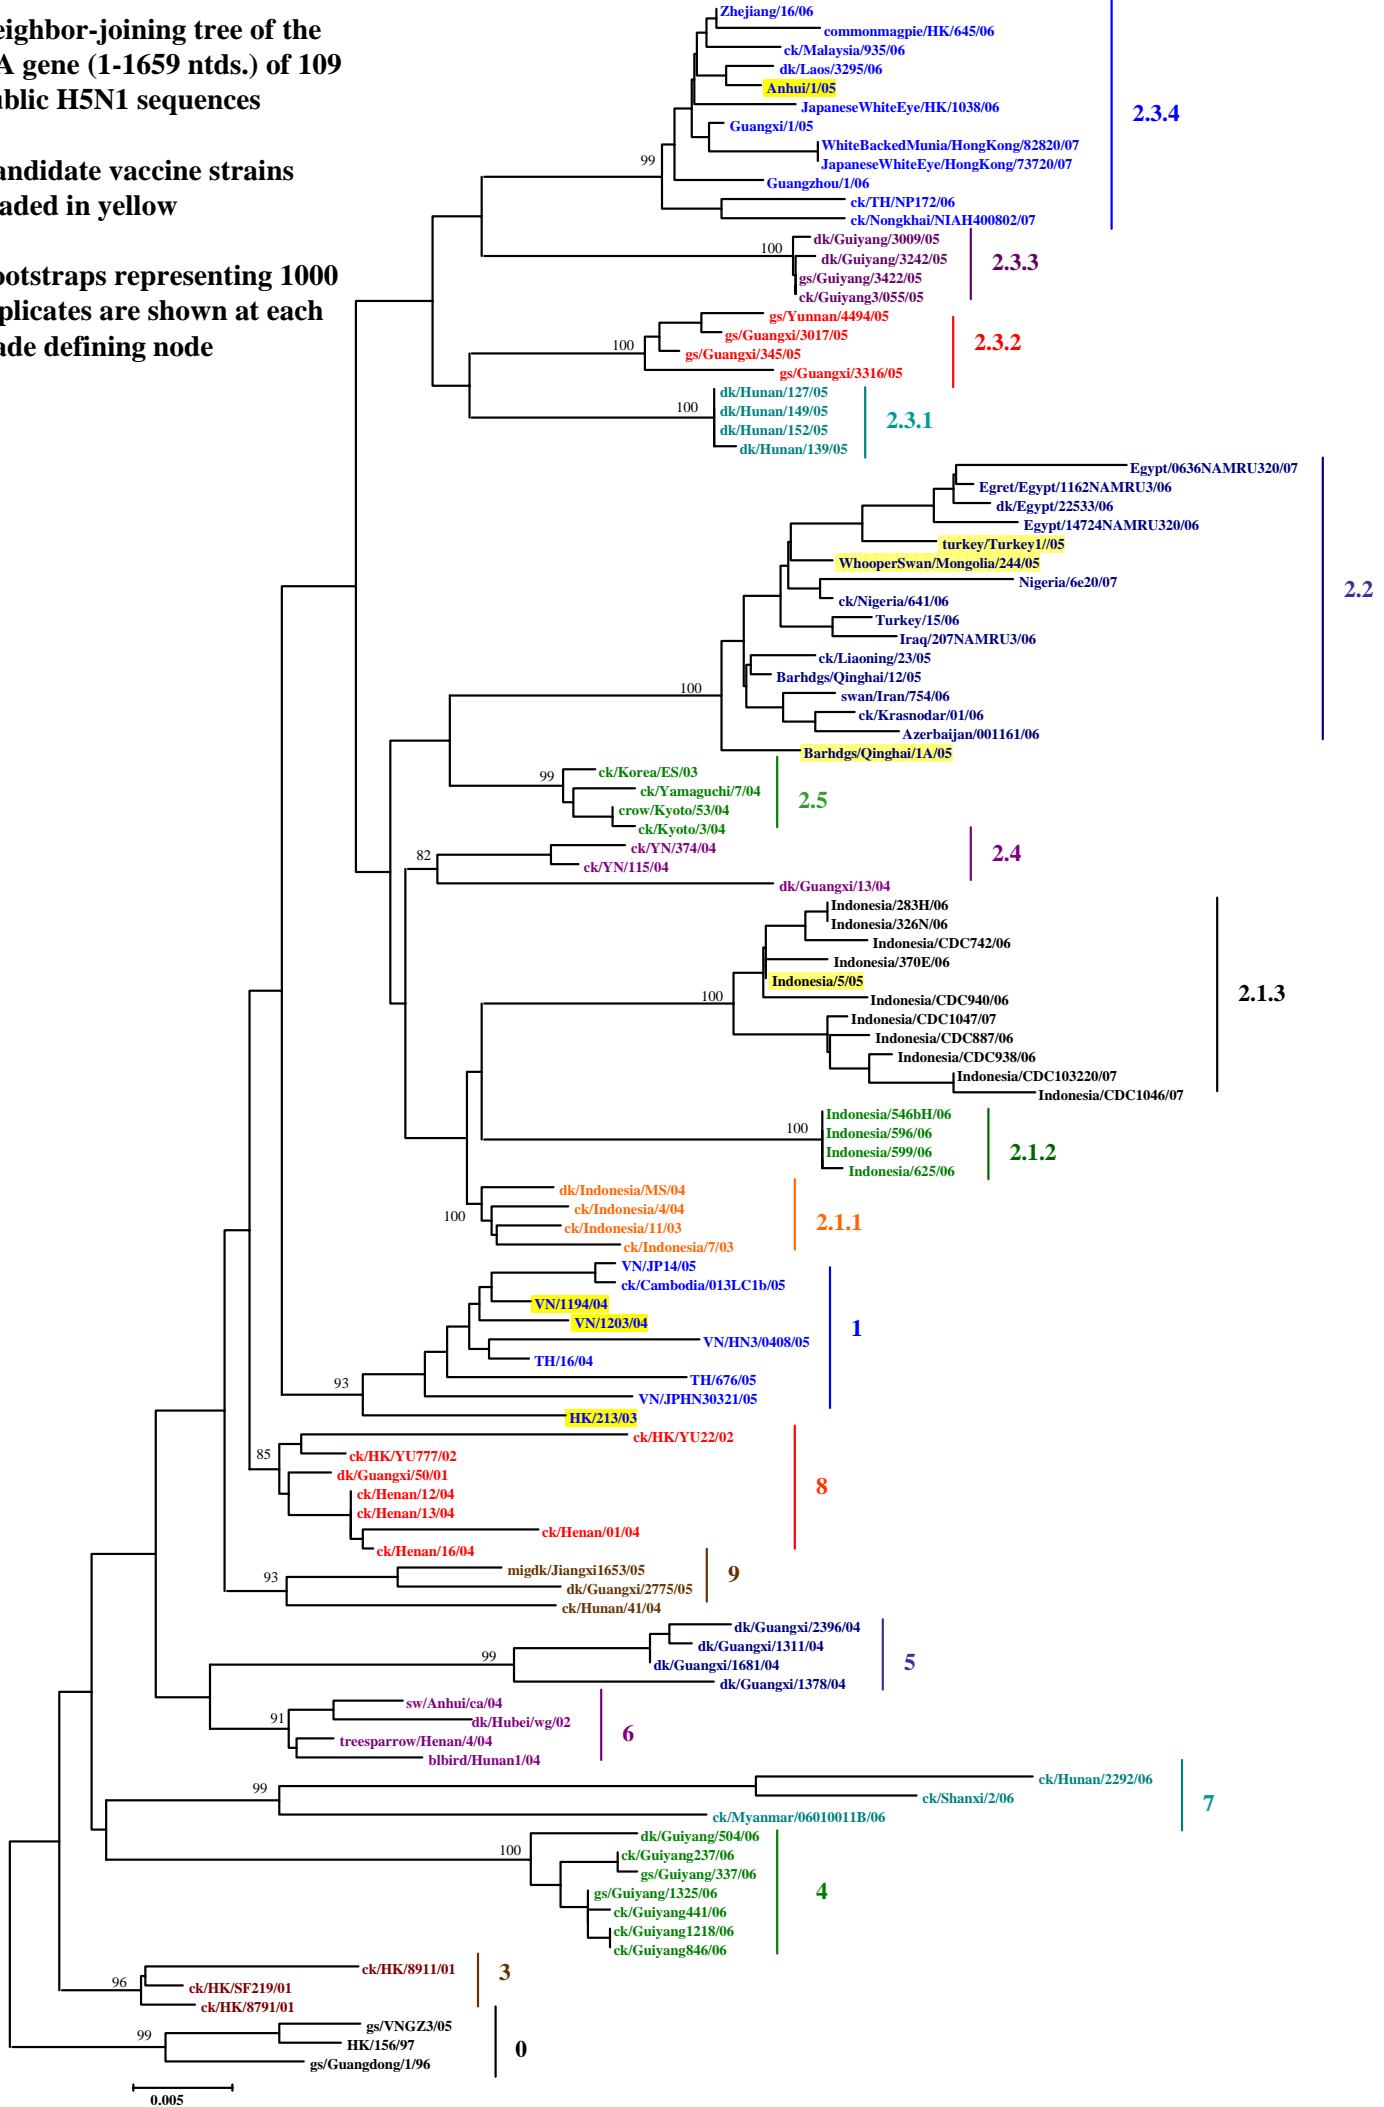 eighbor-joining tree of the
A gene (1-1659 ntds.) of 109
ublic H5N1 sequences
andidate vaccine strains
aded in yellow
ootstraps representing 1000
plicates are shown at each
ade defining node
Zhejiang/16/06
commonmagpie/HK/645/06
ck/Malaysia/935/06
dk/Laos/3295/06
Anhui/1/05
JapaneseWhiteEye/HK/1038/06
2.3.4
Guangxi/1/05
WhiteBackedMunia/HongKong/82820/07
99
JapaneseWhiteEye/HongKong/73720/07
Guangzhou/1/06
ck/TH/NP172/06
ck/Nongkhai/NIAH400802/07
dk/Guiyang/3009/05
100
dk/Guiyang/3242/05
2.3.3
gs/Guiyang/3422/05
ck/Guiyang3/055/05
gs/Yunnan/4494/05
gs/Guangxi/3017/05
100
2.3.2
gs/Guangxi/345/05
gs/Guangxi/3316/05
dk/Hunan/127/05
100
dk/Hunan/149/05
2.3.1
dk/Hunan/152/05
dk/Hunan/139/05
Egypt/0636NAMRU320/07
Egret/Egypt/1162NAMRU3/06
dk/Egypt/22533/06
Egypt/14724NAMRU320/06
turkey/Turkey1//05
WhooperSwan/Mongolia/244/05
Nigeria/6e20/07
2.2
ck/Nigeria/641/06
Turkey/15/06
Iraq/207NAMRU3/06
ck/Liaoning/23/05
Barhdgs/Qinghai/12/05
100
swan/Iran/754/06
ck/Krasnodar/01/06
Azerbaijan/001161/06
Barhdgs/Qinghai/1A/05
ck/Korea/ES/03
99
ck/Yamaguchi/7/04
2.5
crow/Kyoto/53/04
ck/Kyoto/3/04
ck/YN/374/04
82
2.4
ck/YN/115/04
dk/Guangxi/13/04
Indonesia/283H/06
Indonesia/326N/06
Indonesia/CDC742/06
Indonesia/370E/06
Indonesia/5/05
100
2.1.3
Indonesia/CDC940/06
Indonesia/CDC1047/07
Indonesia/CDC887/06
Indonesia/CDC938/06
Indonesia/CDC103220/07
Indonesia/CDC1046/07
Indonesia/546bH/06
100
Indonesia/596/06
2.1.2
Indonesia/599/06
Indonesia/625/06
dk/Indonesia/MS/04
ck/Indonesia/4/04
100
2.1.1
ck/Indonesia/11/03
ck/Indonesia/7/03
VN/JP14/05
ck/Cambodia/013LC1b/05
VN/1194/04
VN/1203/04
1
VN/HN3/0408/05
TH/16/04
TH/676/05
93
VN/JPHN30321/05
HK/213/03
ck/HK/YU22/02
85
ck/HK/YU777/02
dk/Guangxi/50/01
8
ck/Henan/12/04
ck/Henan/13/04
ck/Henan/01/04
ck/Henan/16/04
migdk/Jiangxi1653/05
93
9
dk/Guangxi/2775/05
ck/Hunan/41/04
dk/Guangxi/2396/04
dk/Guangxi/1311/04
99
5
dk/Guangxi/1681/04
dk/Guangxi/1378/04
sw/Anhui/ca/04
91
dk/Hubei/wg/02
6
treesparrow/Henan/4/04
blbird/Hunan1/04
ck/Hunan/2292/06
99
ck/Shanxi/2/06
7
ck/Myanmar/06010011B/06
dk/Guiyang/504/06
100
ck/Guiyang237/06
gs/Guiyang/337/06
gs/Guiyang/1325/06
4
ck/Guiyang441/06
ck/Guiyang1218/06
ck/Guiyang846/06
ck/HK/8911/01
96
3
ck/HK/SF219/01
ck/HK/8791/01
gs/VNGZ3/05
99
HK/156/97
0
gs/Guangdong/1/96
0.005